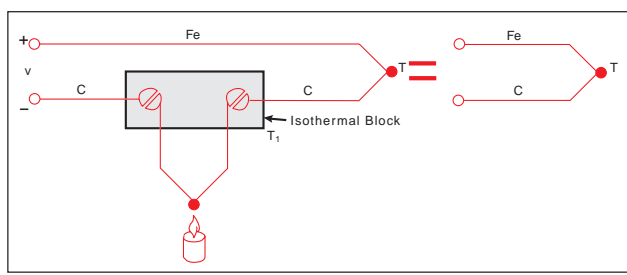 + Fe Fe
v T = T
− C C C
Isothermal Block
T₁